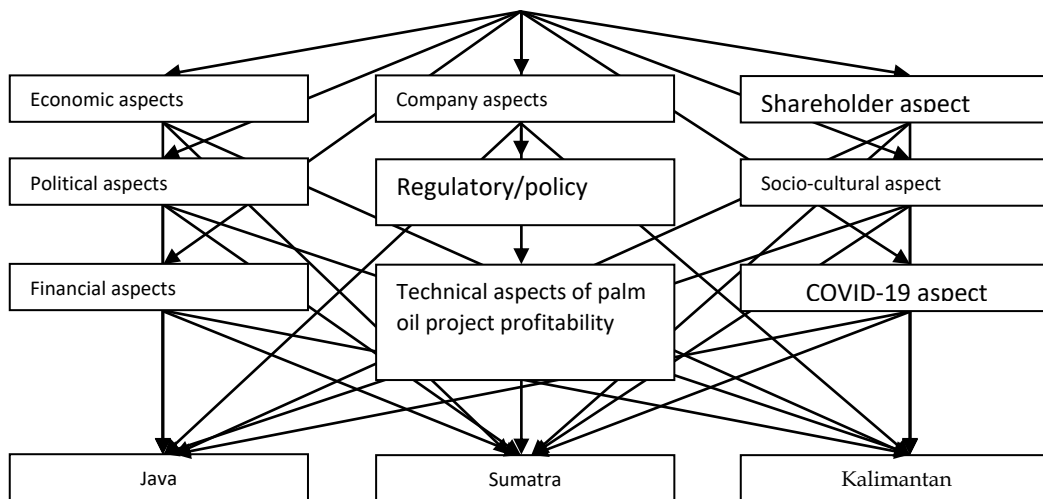 Economic aspects
Company aspects
Shareholder aspect
Political aspects
Regulatory/policy
Socio-cultural aspect
Financial aspects
Technical aspects of palm
oil project profitability
COVID-19 aspect
Java
Sumatra
Kalimantan